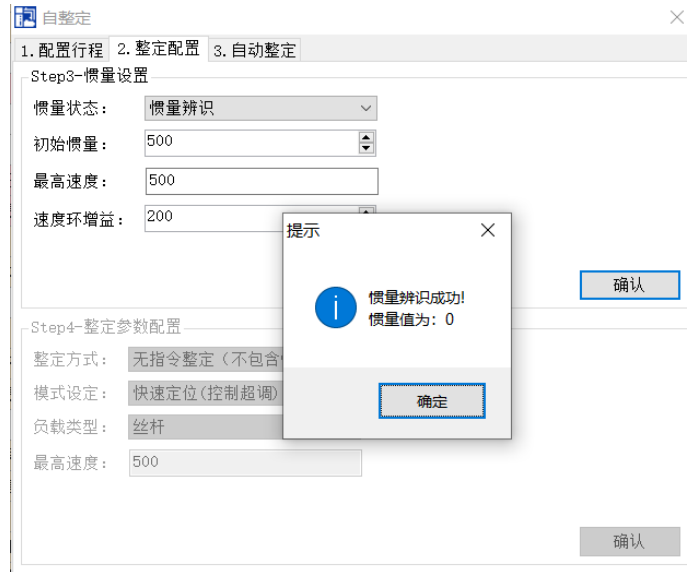 自整定
1.配置行程 2.整定配置 3.自动整定
Step3-惯量设置
惯量状态: 惯量辨识
初始惯量: 500
最高速度: 500
速度环增益: 200
提示
惯量辨识成功!
惯量值为: 0
确定
确认
Step4-整定参数配置
整定方式: 无指令整定 (不包含
模式设定: 快速定位(控制超调)
负载类型: 丝杆
最高速度: 500
确认